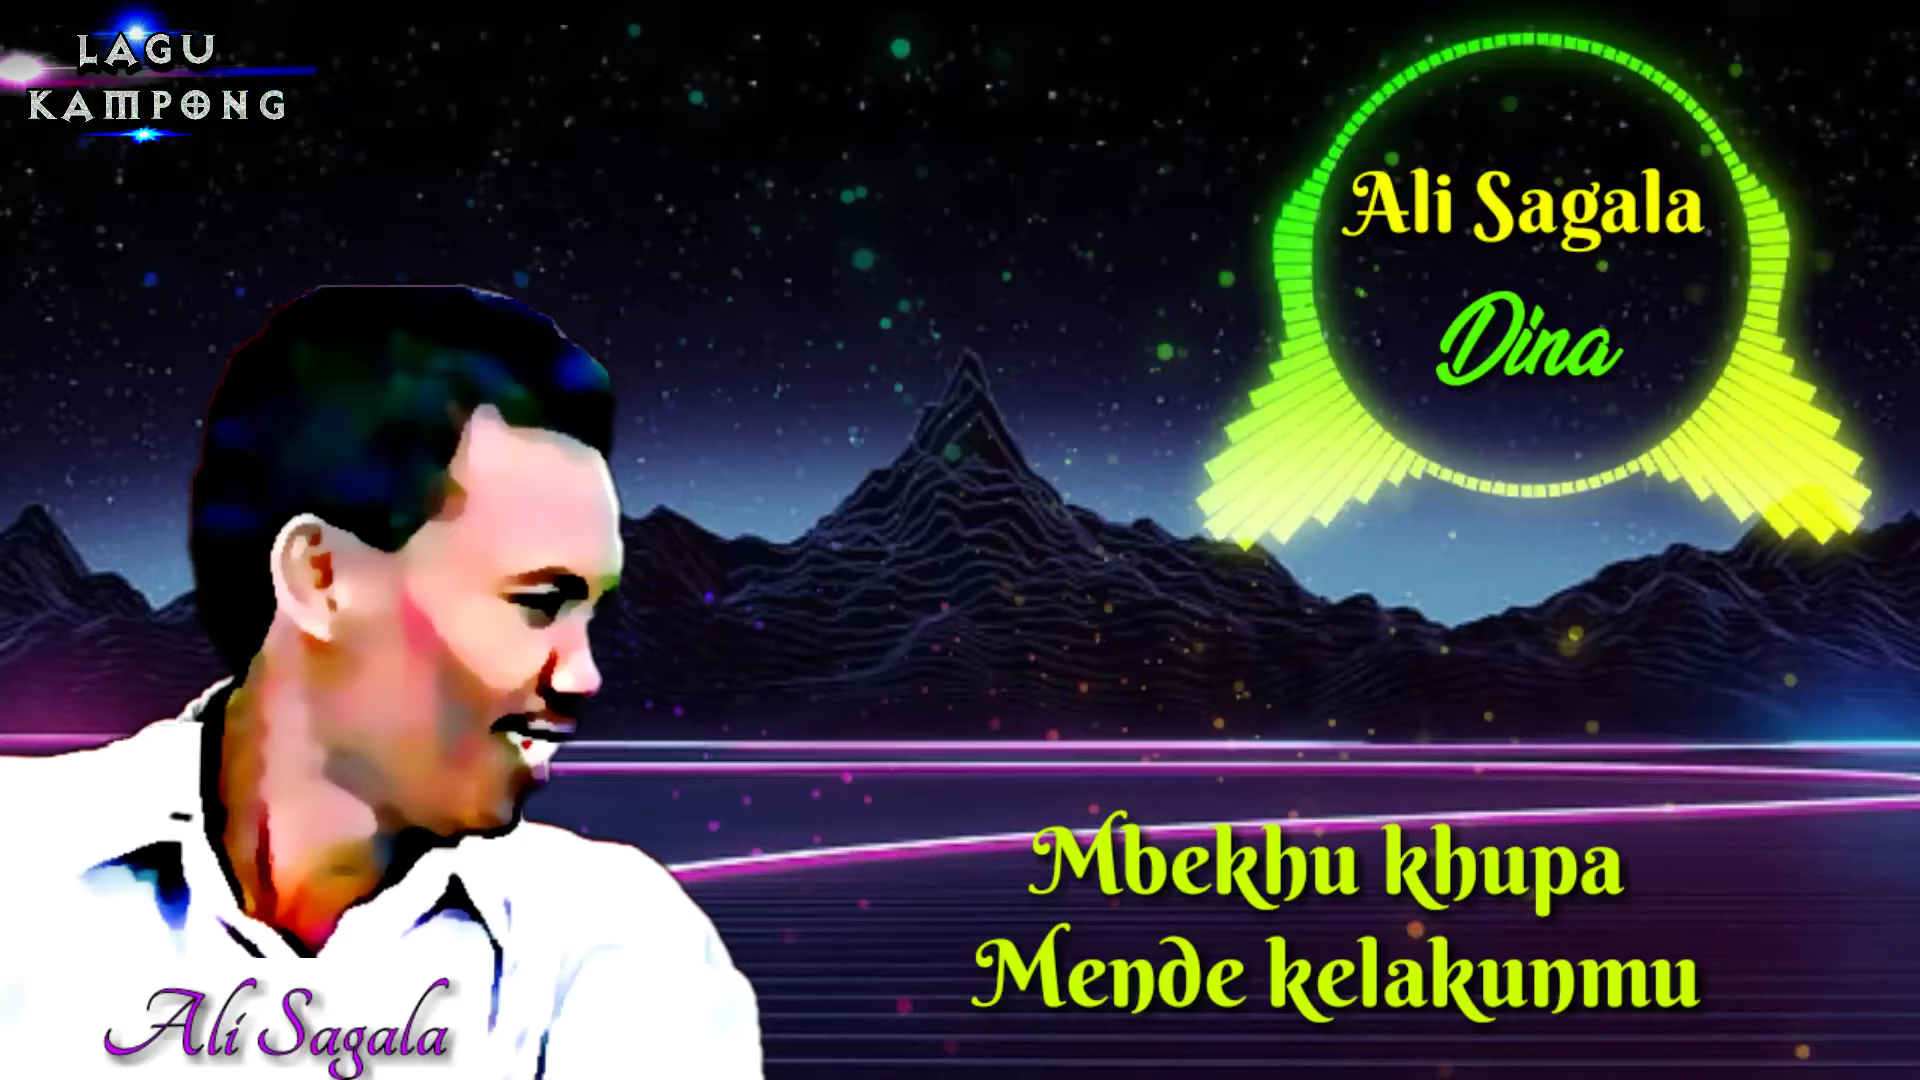 LAGU
KAMPONG
Ali Sagala
Dina
Mbekhu khupa
Mende kelakunmu
Ali Sagala